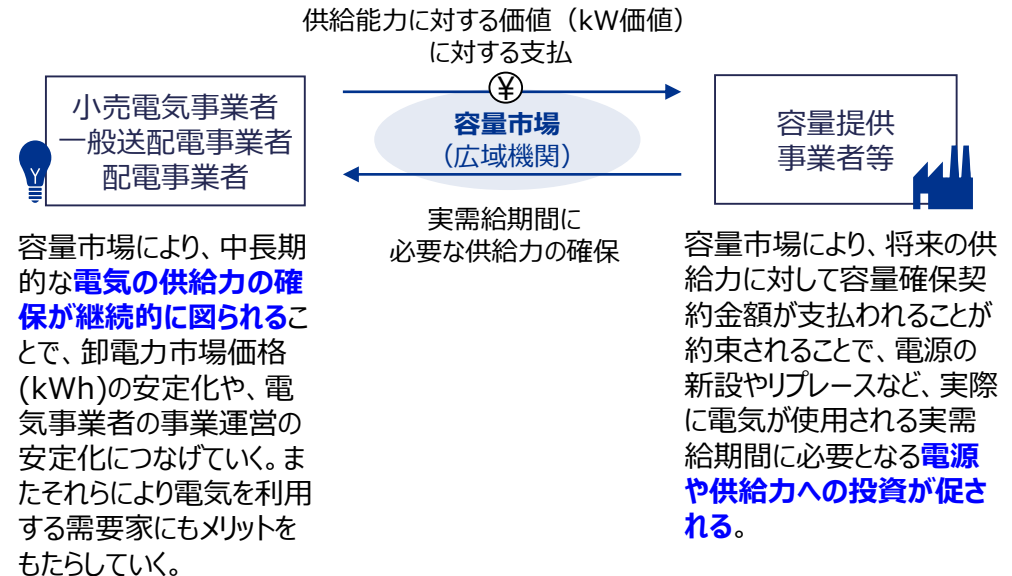 供給能力に対する価値（kW価値）
に対する支払
¥
小売電気事業者
一般送配電事業者
配電事業者
容量市場
（広域機関）
容量提供
事業者等
実需給期間に
必要な供給力の確保
容量市場により、中長期
的な電気の供給力の確
保が継続的に図られるこ
とで、卸電力市場価格
(kWh)の安定化や、電
気事業者の事業運営の
安定化につなげていく。ま
たそれらにより電気を利用
する需要家にもメリットを
もたらしていく。
容量市場により、将来の供
給力に対して容量確保契
約金額が支払われることが
約束されることで、電源の
新設やリプレースなど、実際
に電気が使用される実需
給期間に必要となる電源
や供給力への投資が促さ
れる。